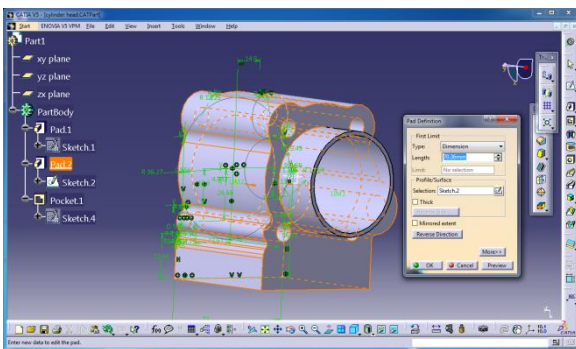 CATIA V5 - [cylinder head.CATPart]
Start ENOVIA V5 VPM File Edit View Insert Tools Window Help
Part1
xy plane
yz plane
zx plane
PartBody
Pad.1
Sketch.1
Pad.2
Sketch.2
Pocket.1
Sketch.4
Pad Definition
First Limit
Type: Dimension
Length:
Limit: No selection
Profile/Surface
Selection: Sketch.2
Thick
Mirrored extent
Reverse Direction
More>>
OK Cancel Preview
R 36.27
Enter new data to edit the pad.